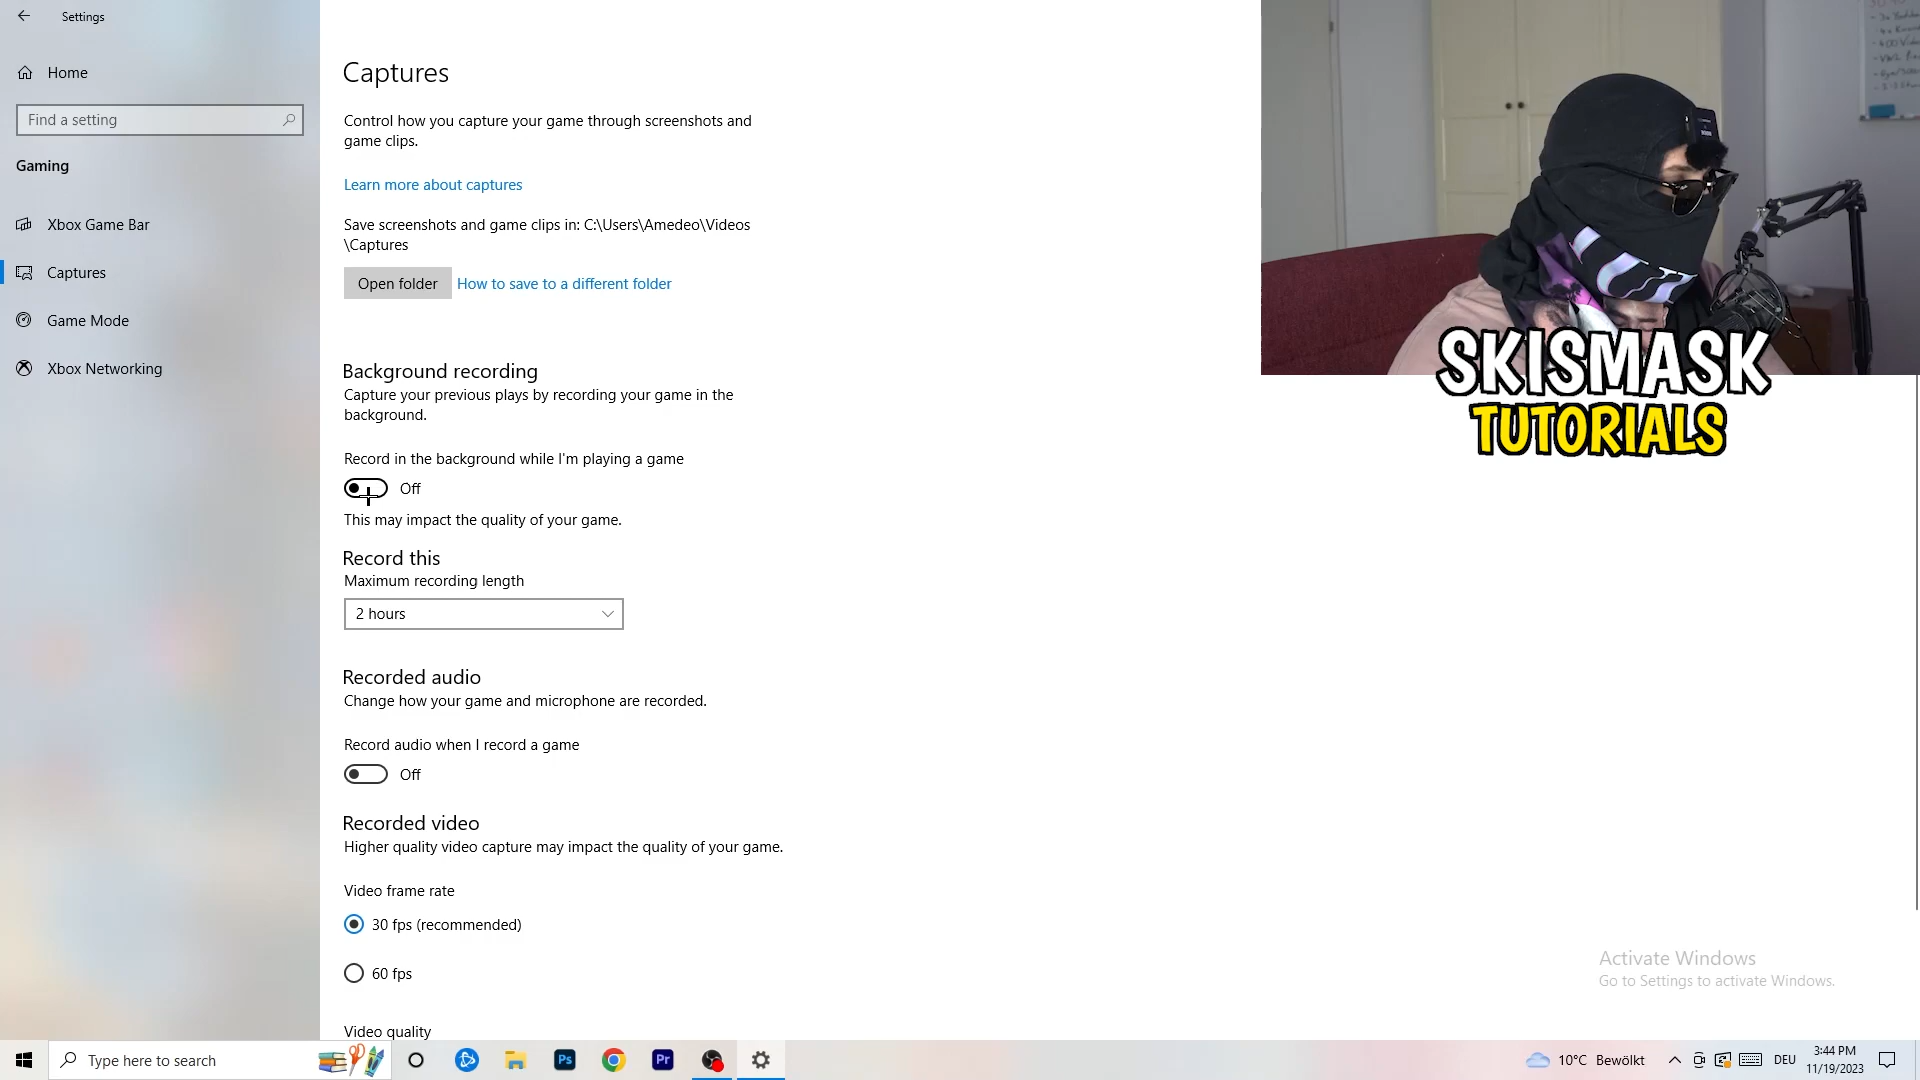 Settings
Home
Find a setting
Gaming
Xbox Game Bar
Captures
Game Mode
Xbox Networking
Captures
Control how you capture your game through screenshots and
game clips.
Learn more about captures
Save screenshots and game clips in: C:\Users\Amedeo\Videos
\Captures
Open folder
How to save to a different folder
Background recording
Capture your previous plays by recording your game in the
background.
Record in the background while I'm playing a game
Off
This may impact the quality of your game.
Record this
Maximum recording length
2 hours
Recorded audio
Change how your game and microphone are recorded.
Record audio when I record a game
Off
Recorded video
Higher quality video capture may impact the quality of your game.
Video frame rate
30 fps (recommended)
60 fps
Video quality
SKISMASK
TUTORIALS
Activate Windows
Go to Settings to activate Windows.
Type here to search
Ps
Pr
10°C Bewölkt
DEU
3:44 PM
11/19/2023